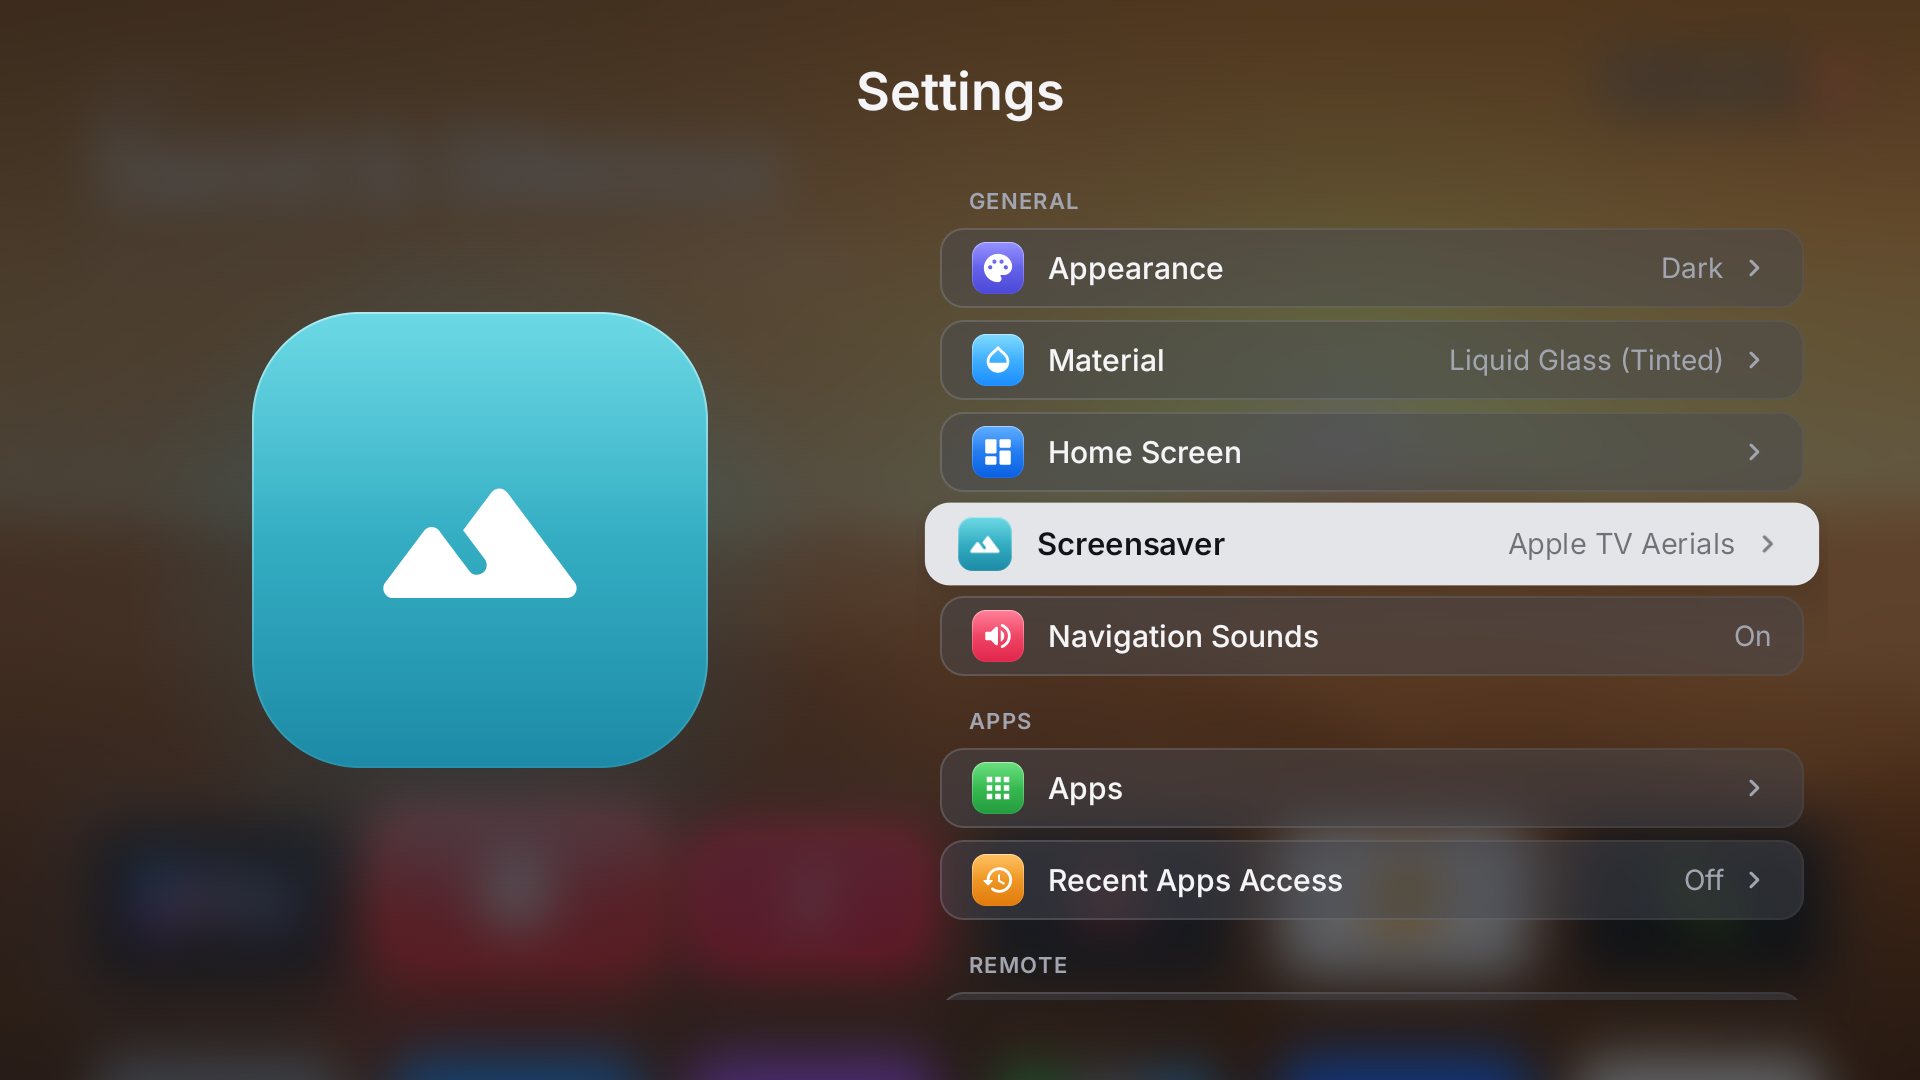 Settings
GENERAL
Appearance Dark
Material Liquid Glass (Tinted)
Home Screen
Screensaver Apple TV Aerials
Navigation Sounds On
APPS
Apps
Recent Apps Access Off
REMOTE